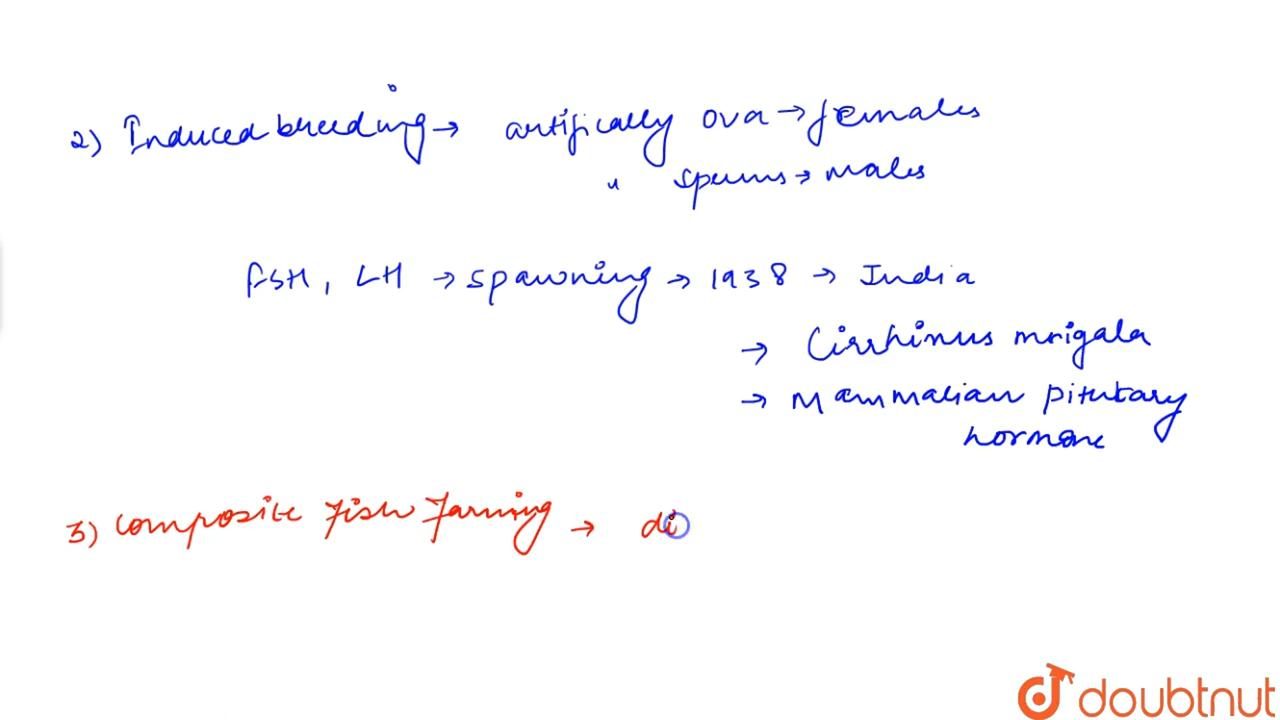 2) Induced breeding → artifically ova → females
" sperms → males
FSH, LH → spawning → 1938 → India
→ Cirrhinus mrigala
→ Mammalian pitutary
hormone
3) composite fish farming → di
doubtnut